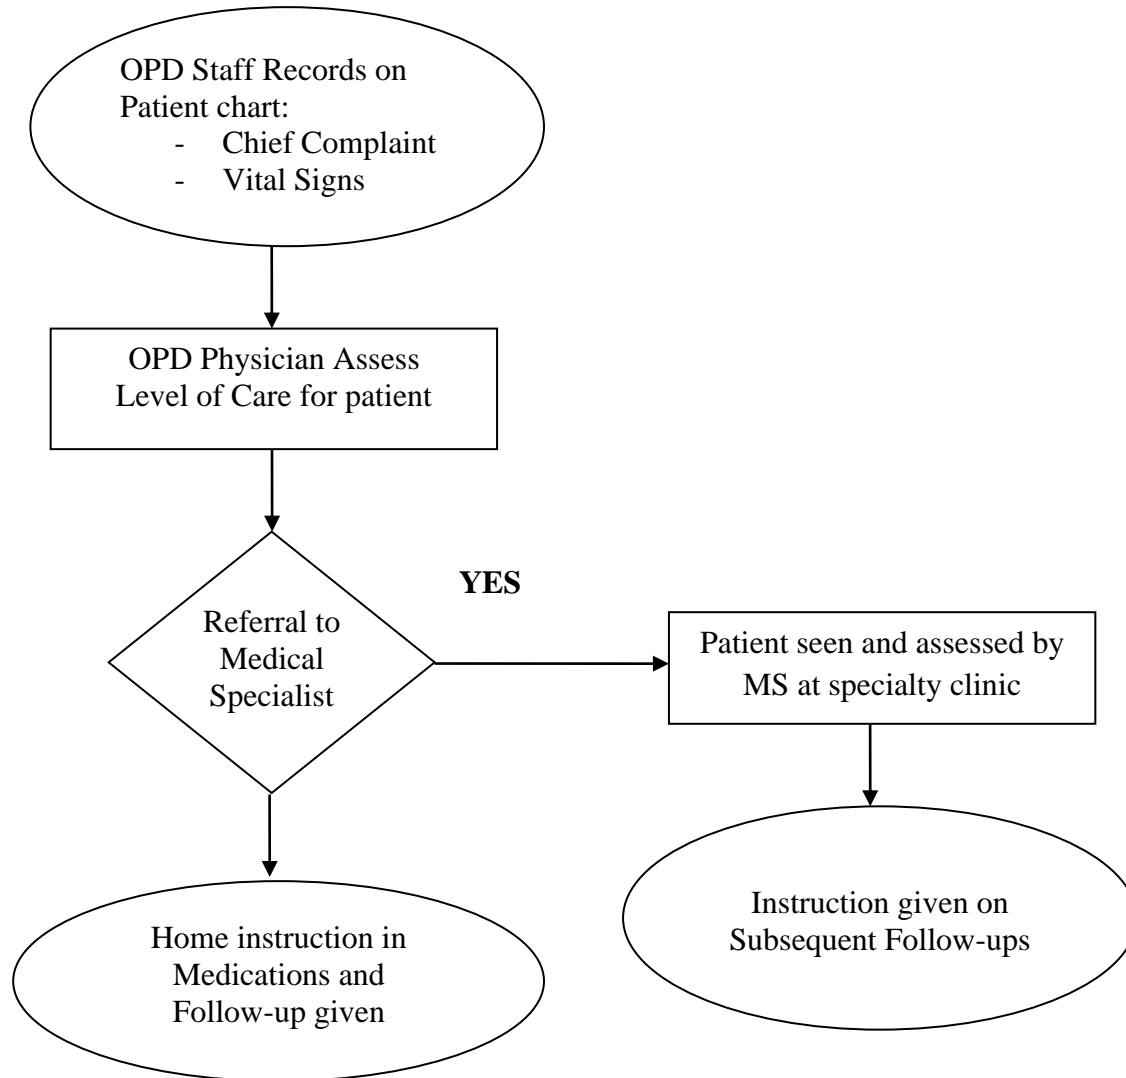 OPD Staff Records on
Patient chart:
- Chief Complaint
- Vital Signs
OPD Physician Assess
Level of Care for patient
YES
Referral to
Medical
Specialist
Patient seen and assessed by
MS at specialty clinic
Home instruction in
Medications and
Follow-up given
Instruction given on
Subsequent Follow-ups